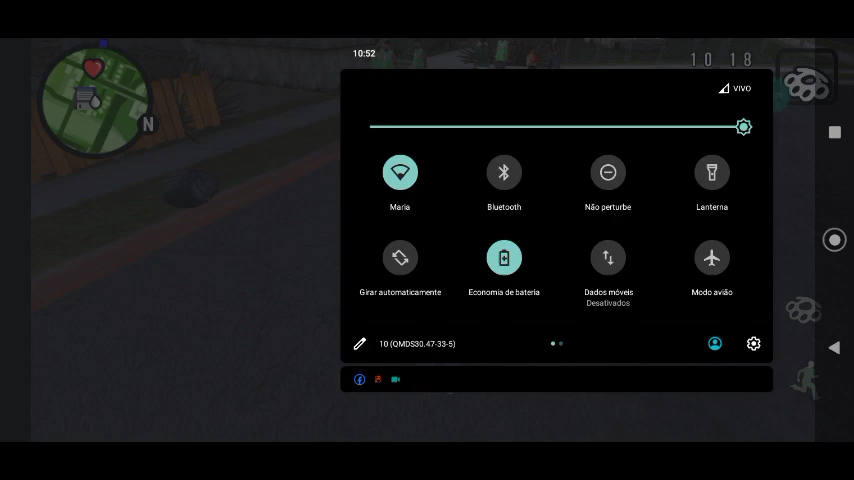 10:52
10 18
VIVO
N
Maria
Bluetooth
Não perturbe
Lanterna
Girar automaticamente
Economia de bateria
Dados móveis
Desativados
Modo avião
10 (QMDS30.47-33-5)